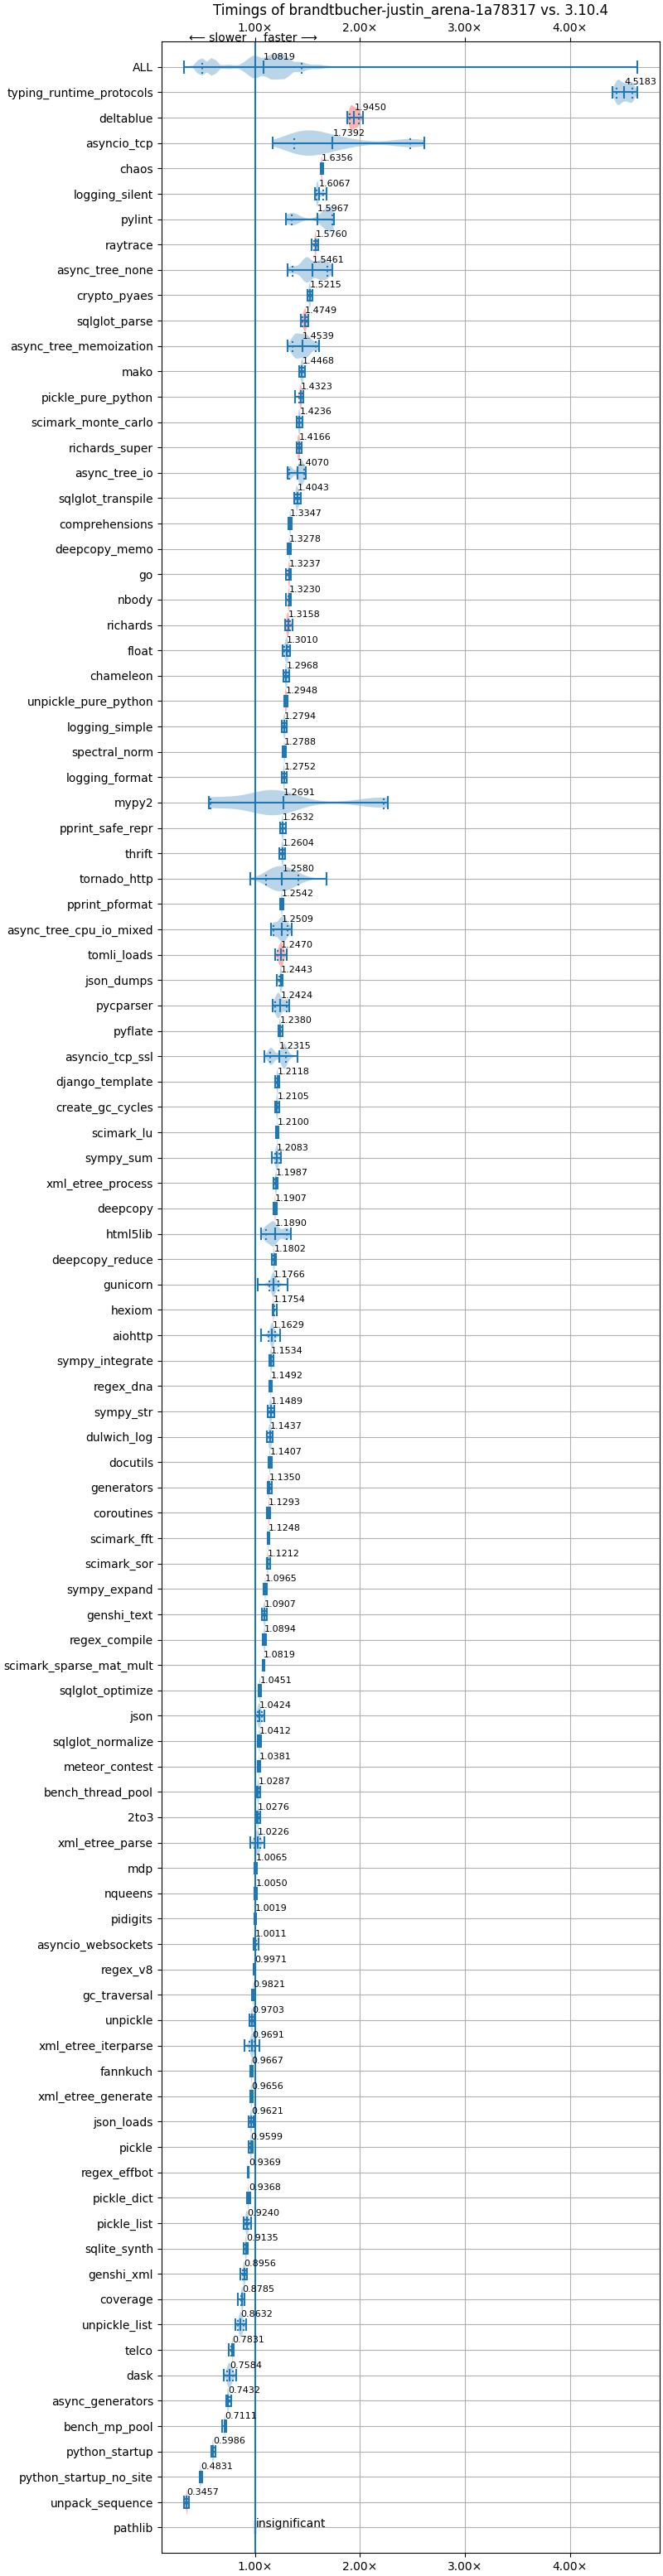 Timings of brandtbucher-justin_arena-1a78317 vs. 3.10.4
1.00× 2.00× 3.00× 4.00×
⟵ slower faster ⟶
ALL 1.0819
typing_runtime_protocols 4.5183
deltablue 1.9450
asyncio_tcp 1.7392
chaos 1.6356
logging_silent 1.6067
pylint 1.5967
raytrace 1.5760
async_tree_none 1.5461
crypto_pyaes 1.5215
sqlglot_parse 1.4749
async_tree_memoization 1.4539
mako 1.4468
pickle_pure_python 1.4323
scimark_monte_carlo 1.4236
richards_super 1.4166
async_tree_io 1.4070
sqlglot_transpile 1.4043
comprehensions 1.3347
deepcopy_memo 1.3278
go 1.3237
nbody 1.3230
richards 1.3158
float 1.3010
chameleon 1.2968
unpickle_pure_python 1.2948
logging_simple 1.2794
spectral_norm 1.2788
logging_format 1.2752
mypy2 1.2691
pprint_safe_repr 1.2632
thrift 1.2604
tornado_http 1.2580
pprint_pformat 1.2542
async_tree_cpu_io_mixed 1.2509
tomli_loads 1.2470
json_dumps 1.2443
pycparser 1.2424
pyflate 1.2380
asyncio_tcp_ssl 1.2315
django_template 1.2118
create_gc_cycles 1.2105
scimark_lu 1.2100
sympy_sum 1.2083
xml_etree_process 1.1987
deepcopy 1.1907
html5lib 1.1890
deepcopy_reduce 1.1802
gunicorn 1.1766
hexiom 1.1754
aiohttp 1.1629
sympy_integrate 1.1534
regex_dna 1.1492
sympy_str 1.1489
dulwich_log 1.1437
docutils 1.1407
generators 1.1350
coroutines 1.1293
scimark_fft 1.1248
scimark_sor 1.1212
sympy_expand 1.0965
genshi_text 1.0907
regex_compile 1.0894
scimark_sparse_mat_mult 1.0819
sqlglot_optimize 1.0451
json 1.0424
sqlglot_normalize 1.0412
meteor_contest 1.0381
bench_thread_pool 1.0287
2to3 1.0276
xml_etree_parse 1.0226
mdp 1.0065
nqueens 1.0050
pidigits 1.0019
asyncio_websockets 1.0011
regex_v8 0.9971
gc_traversal 0.9821
unpickle 0.9703
xml_etree_iterparse 0.9691
fannkuch 0.9667
xml_etree_generate 0.9656
json_loads 0.9621
pickle 0.9599
regex_effbot 0.9369
pickle_dict 0.9368
pickle_list 0.9240
sqlite_synth 0.9135
genshi_xml 0.8956
coverage 0.8785
unpickle_list 0.8632
telco 0.7831
dask 0.7584
async_generators 0.7432
bench_mp_pool 0.7111
python_startup 0.5986
python_startup_no_site 0.4831
unpack_sequence 0.3457
pathlib insignificant
1.00× 2.00× 3.00× 4.00×